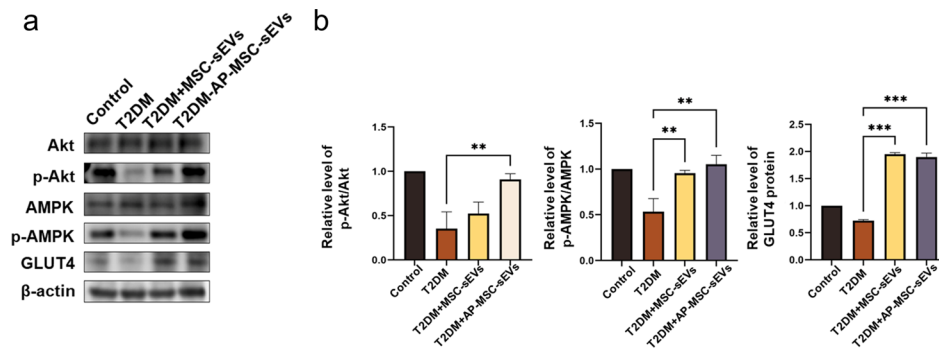 a
Control
T2DM
T2DM+MSC-sEVs
T2DM-AP-MSC-sEVs
Akt
p-Akt
AMPK
p-AMPK
GLUT4
β-actin
b
Relative level of
p-Akt/Akt
1.5
1.0
0.5
0.0
**
Control
T2DM
T2DM+MSC-sEVs
T2DM+AP-MSC-sEVs
Relative level of
p-AMPK/AMPK
1.5
1.0
0.5
0.0
**
**
Control
T2DM
T2DM+MSC-sEVs
T2DM+AP-MSC-sEVs
Relative level of
GLUT4 protein
2.5
2.0
1.5
1.0
0.5
0.0
***
***
Control
T2DM
T2DM+MSC-sEVs
T2DM+AP-MSC-sEVs